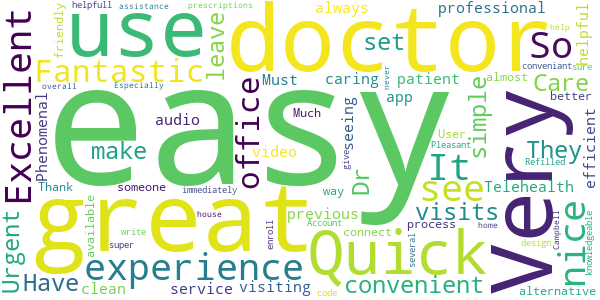 helpfull
assistance
prescriptions
friendly
use
leave
doctor
always
professional
helpful
Excellent
set
So
Fantastic
Must
caring
patient
almost
conveniant
sure
help
overall
Especially
never
Phenomenal
easy
office
app
Care
better
Much
seeing
simple
very
efficient
make
audio
User
Pleasant
They
It
video
give
Refilled
Thank
someone
immediately
way
Dr
see
Telehealth
great
house
enroll
previous
visits
nice
knowledgeable
Urgent
available
write
Account
connect
process
home
Campbell
several
Quick
design
super
Have
experience
convenient
clean
service
visiting
code
alternative